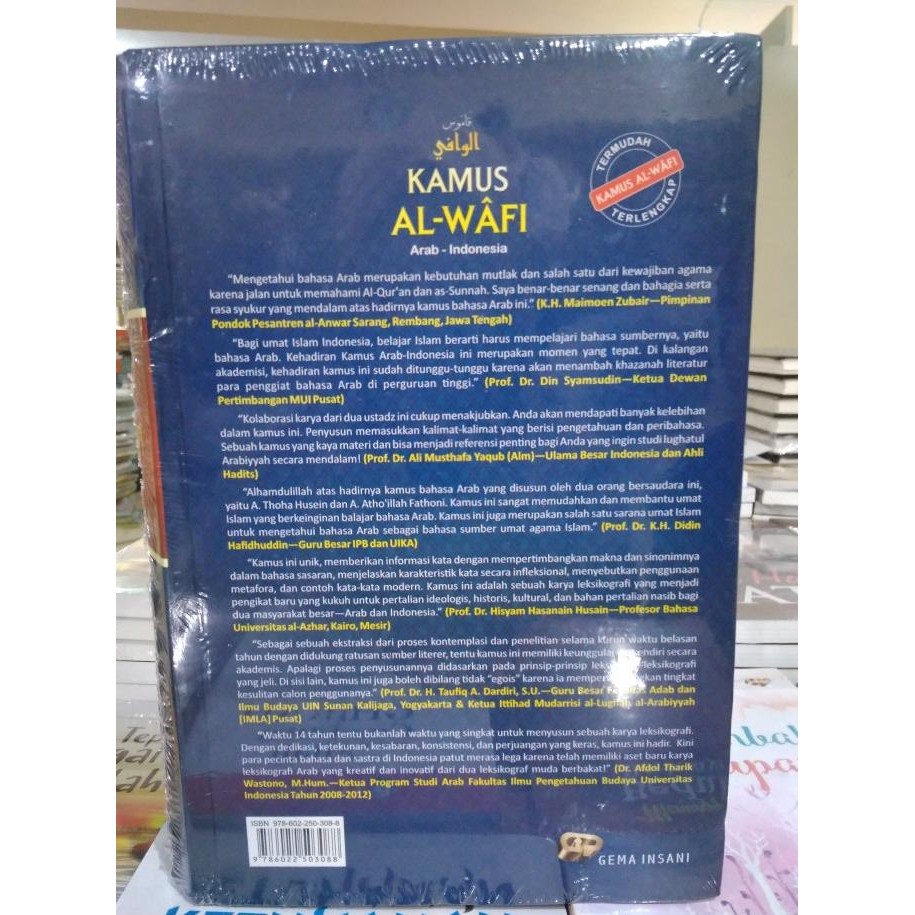 قاموس
الوافي
KAMUS
AL-WÂFI
Arab - Indonesia
TERMUDAH
KAMUS AL-WÂFI
TERLENGKAP
“Mengetahui bahasa Arab merupakan kebutuhan mutlak dan salah satu dari kewajiban agama
karena jalan untuk memahami Al-Qur'an dan as-Sunnah. Saya benar-benar senang dan bahagia serta
rasa syukur yang mendalam atas hadirnya kamus bahasa Arab ini.” (K.H. Maimoen Zubair—Pimpinan
Pondok Pesantren al-Anwar Sarang, Rembang, Jawa Tengah)
“Bagi umat Islam Indonesia, belajar Islam berarti harus mempelajari bahasa sumbernya, yaitu
bahasa Arab. Kehadiran Kamus Arab-Indonesia ini merupakan momen yang tepat. Di kalangan
akademisi, kehadiran kamus ini sudah ditunggu-tunggu karena akan menambah khazanah literatur
para penggiat bahasa Arab di perguruan tinggi.” (Prof. Dr. Din Syamsudin—Ketua Dewan
Pertimbangan MUI Pusat)
“Kolaborasi karya dari dua ustadz ini cukup menakjubkan. Anda akan mendapati banyak kelebihan
dalam kamus ini. Penyusun memasukkan kalimat-kalimat yang berisi pengetahuan dan peribahasa.
Sebuah kamus yang kaya materi dan bisa menjadi referensi penting bagi Anda yang ingin studi lughatul
Arabiyyah secara mendalam! (Prof. Dr. Ali Musthafa Yaqub (Alm)—Ulama Besar Indonesia dan Ahli
Hadits)
“Alhamdulillah atas hadirnya kamus bahasa Arab yang disusun oleh dua orang bersaudara ini,
yaitu A. Thoha Husein dan A. Atho'illah Fathoni. Kamus ini sangat memudahkan dan membantu umat
Islam yang berkeinginan balajar bahasa Arab. Kamus ini juga merupakan salah satu sarana umat Islam
untuk mengetahui bahasa Arab sebagai bahasa sumber umat agama Islam.” (Prof. Dr. K.H. Didin
Hafidhuddin—Guru Besar IPB dan UIKA)
“Kamus ini unik, memberikan informasi kata dengan mempertimbangkan makna dan sinonimnya
dalam bahasa sasaran, menjelaskan karakteristik kata secara infleksional, menyebutkan penggunaan
metafora, dan contoh kata-kata modern. Kamus ini adalah sebuah karya leksikografi yang menjadi
pengikat baru yang kukuh untuk pertalian ideologis, historis, kultural, dan bahan pertalian nasib bagi
dua masyarakat besar—Arab dan Indonesia.” (Prof. Dr. Hisyam Hasanain Husain—Profesor Bahasa
Universitas al-Azhar, Kairo, Mesir)
“Sebagai sebuah ekstraksi dari proses kontemplasi dan penelitian selama kurun waktu belasan
tahun dengan didukung ratusan sumber literer, tentu kamus ini memiliki keunggulan sendiri secara
akademis. Apalagi proses penyusunannya didasarkan pada prinsip-prinsip leksikografi
yang jeli. Di sisi lain, kamus ini juga boleh dibilang tidak “egois” karena ia tingkat
kesulitan calon penggunanya.” (Prof. Dr. H. Taufiq A. Dardiri, S.U.—Guru Besar Fakultas Adab dan
Ilmu Budaya UIN Sunan Kalijaga, Yogyakarta & Ketua Ittihad Mudarrisi al-Lughah al-Arabiyyah
[IMLA] Pusat)
“Waktu 14 tahun tentu bukanlah waktu yang singkat untuk menyusun sebuah karya leksikografi.
Dengan dedikasi, ketekunan, kesabaran, konsistensi, dan perjuangan yang keras, kamus ini hadir. Kini
para pecinta bahasa dan sastra di Indonesia patut merasa lega karena telah memiliki aset baru karya
leksikografi Arab yang kreatif dan inovatif dari dua leksikograf muda berbakat!” (Dr. Afdol Tharik
Wastono, M.Hum.—Ketua Program Studi Arab Fakultas Ilmu Pengetahuan Budaya Universitas
Indonesia Tahun 2008-2012)
ISBN 978-602-250-308-8
9 786022 503088
GEMA INSANI